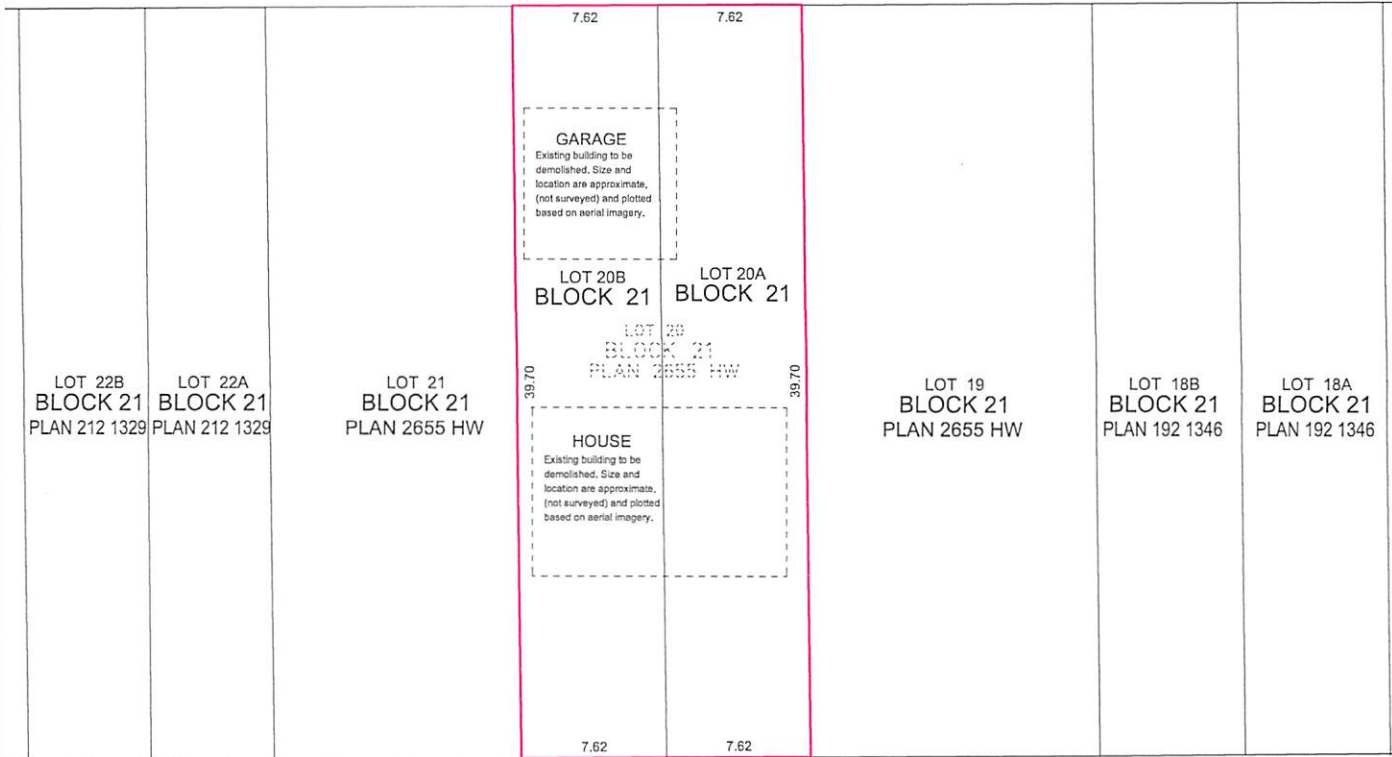 7.62
7.62
GARAGE
Existing building to be
demolished. Size and
location are approximate,
(not surveyed) and plotted
based on aerial imagery.
LOT 20B
BLOCK 21
LOT 20A
BLOCK 21
LOT 20
BLOCK 21
PLAN 2655 HW
39.70
39.70
LOT 22B
BLOCK 21
PLAN 212 1329
LOT 22A
BLOCK 21
PLAN 212 1329
LOT 21
BLOCK 21
PLAN 2655 HW
HOUSE
Existing building to be
demolished. Size and
location are approximate,
(not surveyed) and plotted
based on aerial imagery.
LOT 19
BLOCK 21
PLAN 2655 HW
LOT 18B
BLOCK 21
PLAN 192 1346
LOT 18A
BLOCK 21
PLAN 192 1346
7.62
7.62